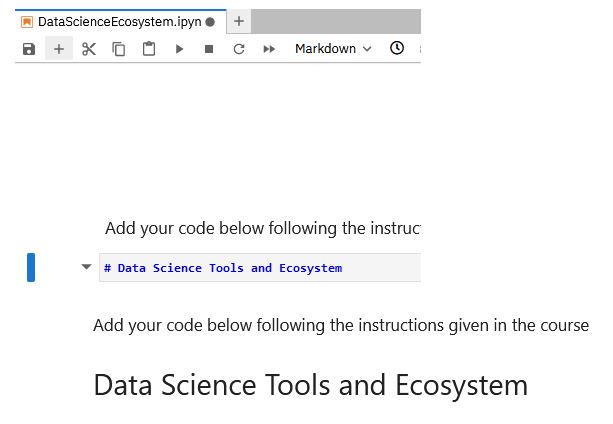 DataScienceEcosystem.ipyn
Markdown
Add your code below following the instruc
# Data Science Tools and Ecosystem
Add your code below following the instructions given in the course
Data Science Tools and Ecosystem